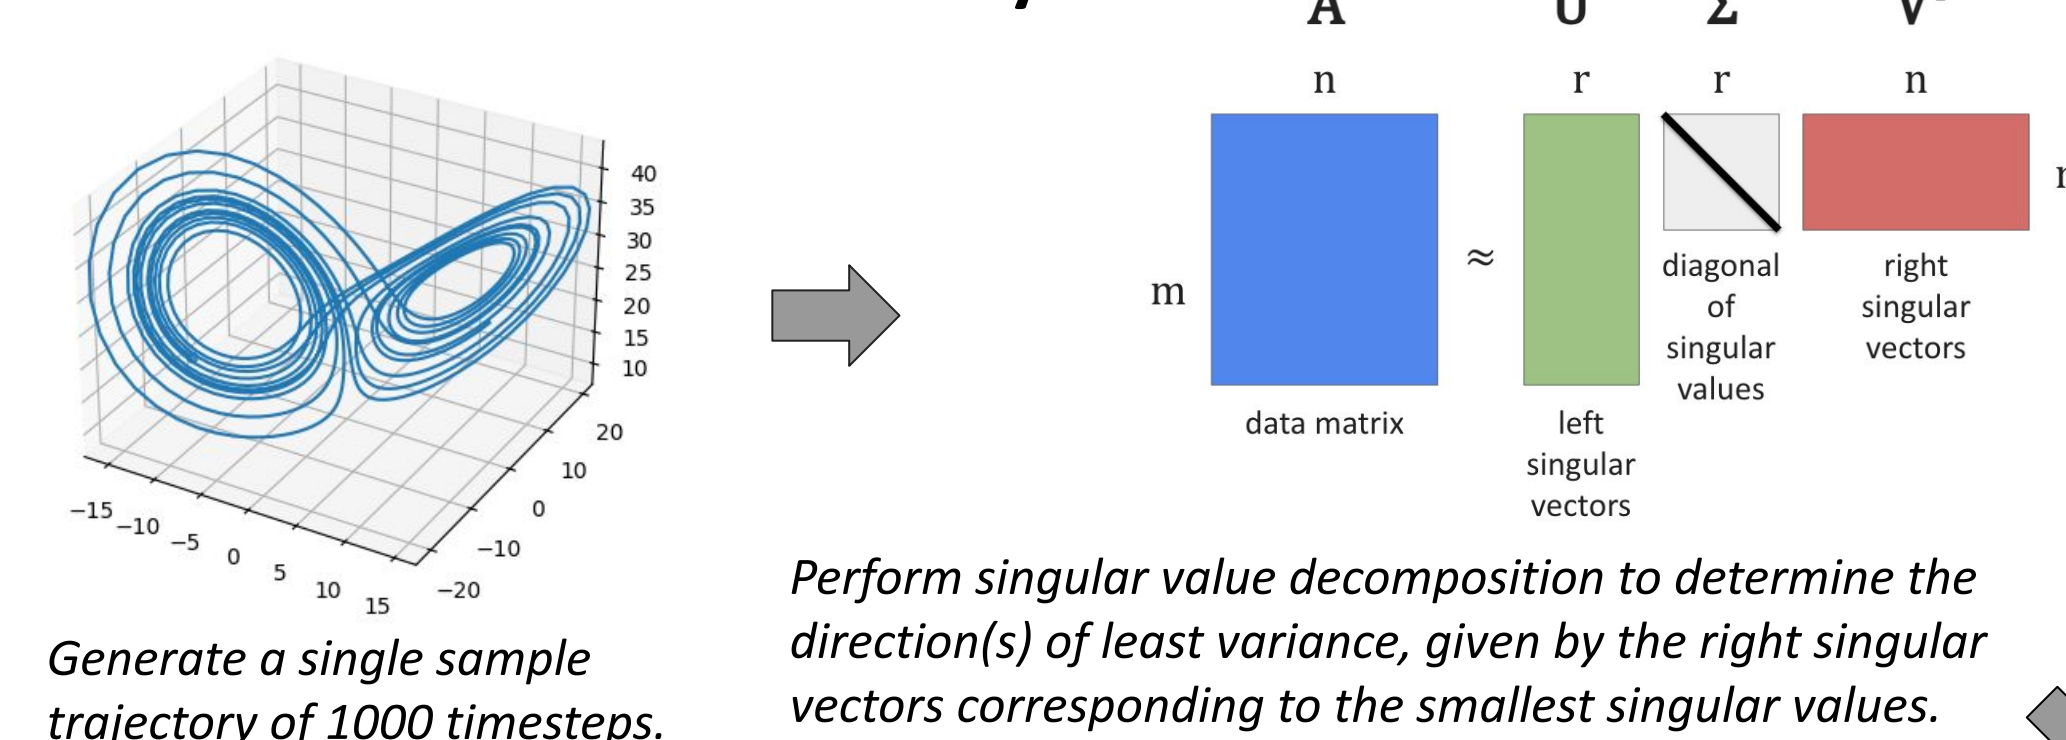 A U Σ V
n r r n
40
35
30
25
20
15
10
20
10
0
−10
−20
−15 −10 −5 0 5 10 15
m
≈
data matrix
left
singular
vectors
diagonal
of
singular
values
right
singular
vectors
Generate a single sample
trajectory of 1000 timesteps.
Perform singular value decomposition to determine the
direction(s) of least variance, given by the right singular
vectors corresponding to the smallest singular values.